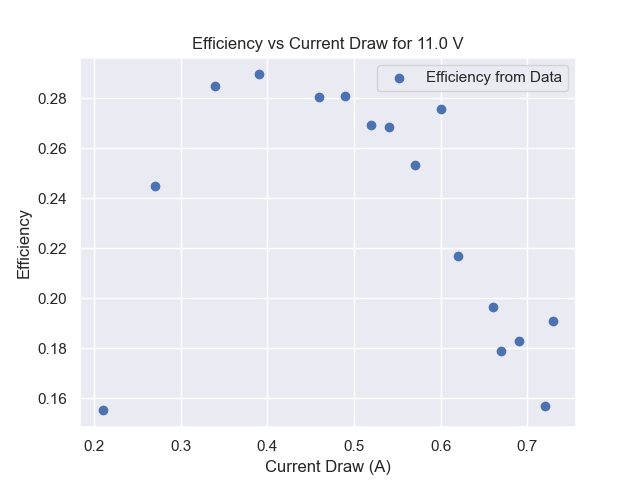 Efficiency vs Current Draw for 11.0 V
Efficiency from Data
0.28
0.26
0.24
0.22
0.20
0.18
0.16
Efficiency
0.2 0.3 0.4 0.5 0.6 0.7
Current Draw (A)